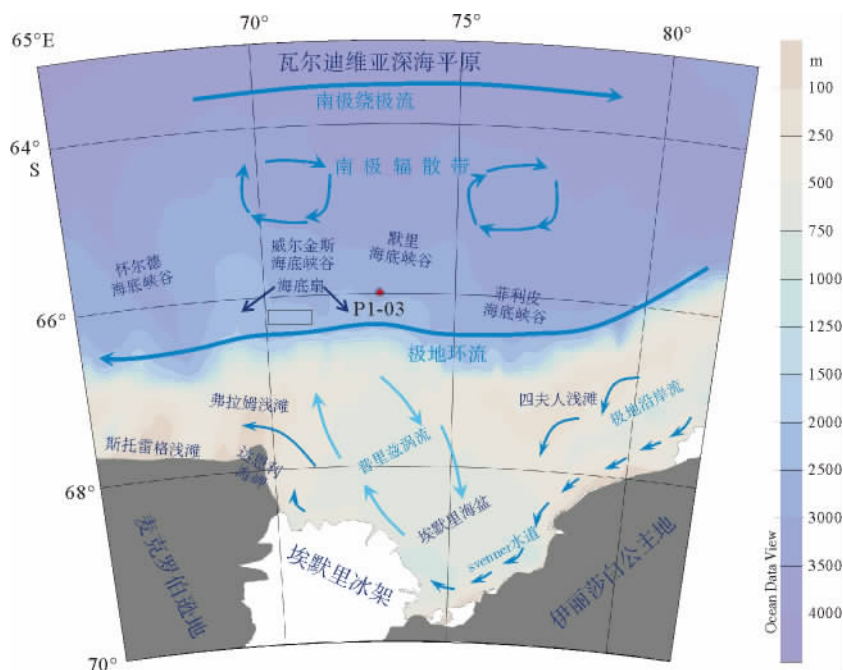 65°E
70°
75°
80°
瓦尔迪维亚深海平原
南极绕极流
64°
S
南极辐散带
威尔金斯
海底峡谷
默里
海底峡谷
怀尔德
海底峡谷
海底扇
菲利皮
海底峡谷
P1-03
66°
极地环流
弗拉姆浅滩
四夫人浅滩
极地沿岸流
斯托雷格浅滩
达恩利
海岬
普里兹涡流
68°
埃默里海盆
svenner水道
麦克罗伯逊地
埃默里冰架
伊丽莎白公主地
70°
m
100
250
500
750
1000
1250
1500
2000
2500
3000
3500
4000
Ocean Data View